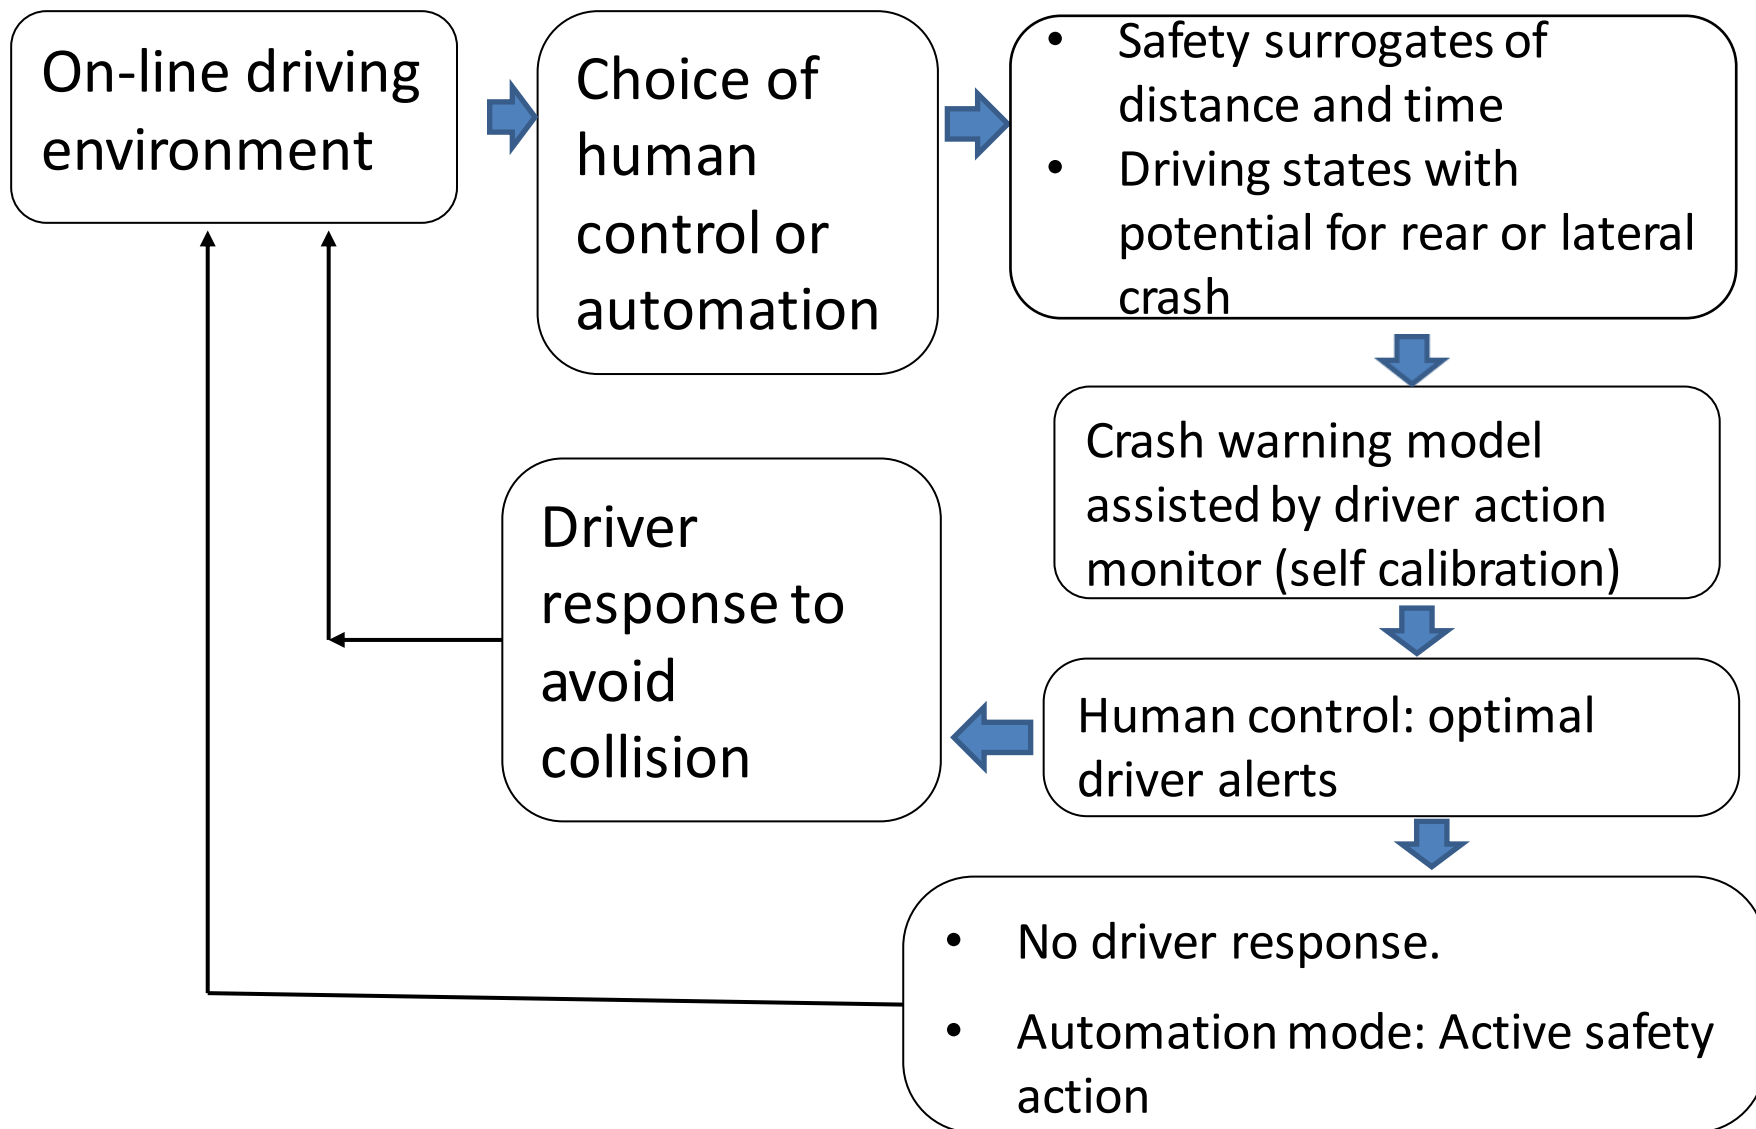 On-line driving
environment
Choice of
human
control or
automation
• Safety surrogates of
distance and time
• Driving states with
potential for rear or lateral
crash
Crash warning model
assisted by driver action
monitor (self calibration)
Human control: optimal
driver alerts
Driver
response to
avoid
collision
• No driver response.
• Automation mode: Active safety
action